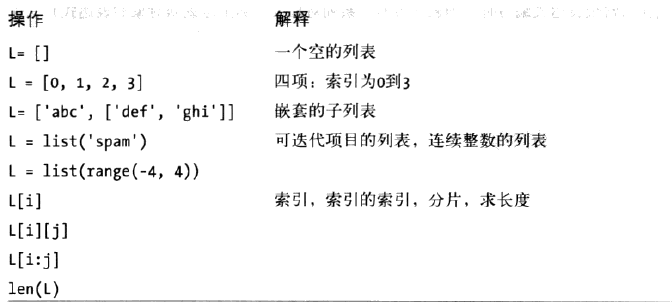 操作 解释
L= [] 一个空的列表
L = [0, 1, 2, 3] 四项：索引为0到3
L= ['abc', ['def', 'ghi']] 嵌套的子列表
L = list('spam') 可迭代项目的列表，连续整数的列表
L = list(range(-4, 4))
L[i] 索引，索引的索引，分片，求长度
L[i][j]
L[i:j]
len(L)